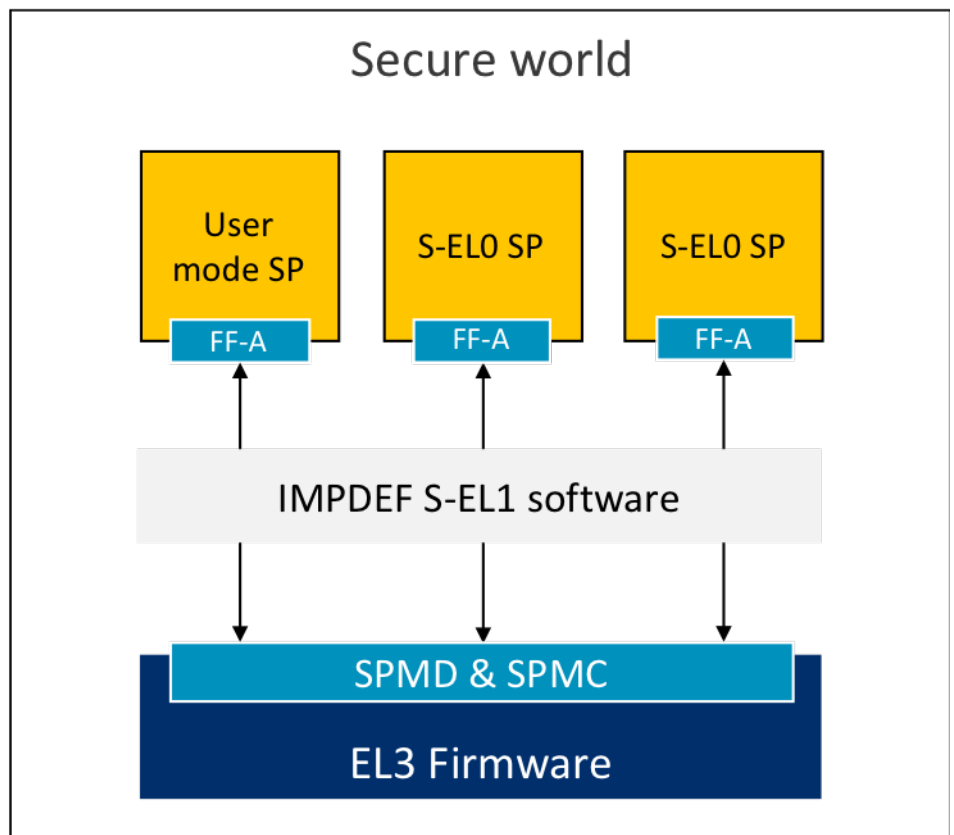 Secure world
User
mode SP
S-EL0 SP
S-EL0 SP
FF-A
FF-A
FF-A
IMPDEF S-EL1 software
SPMD & SPMC
EL3 Firmware